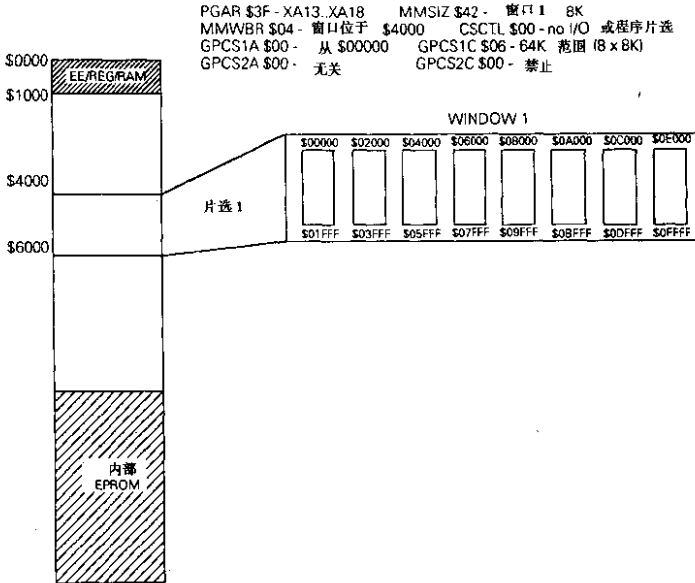 PGAR $3F - XA13..XA18 MMSIZ $42 - 窗口 1 8K
MMWBR $04 - 窗口位于 $4000 CSCTL $00 - no I/O 或程序片选
GPCS1A $00 - 从 $00000 GPCS1C $06 - 64K 范围 (8 x 8K)
GPCS2A $00 - 无关 GPCS2C $00 - 禁止
$0000
EE/REG/RAM
$1000
WINDOW 1
$00000 $02000 $04000 $06000 $08000 $0A000 $0C000 $0E000
$4000
片选 1
$01FFF $03FFF $05FFF $07FFF $09FFF $0BFFF $0DFFF $0FFFF
$6000
内部
EPROM